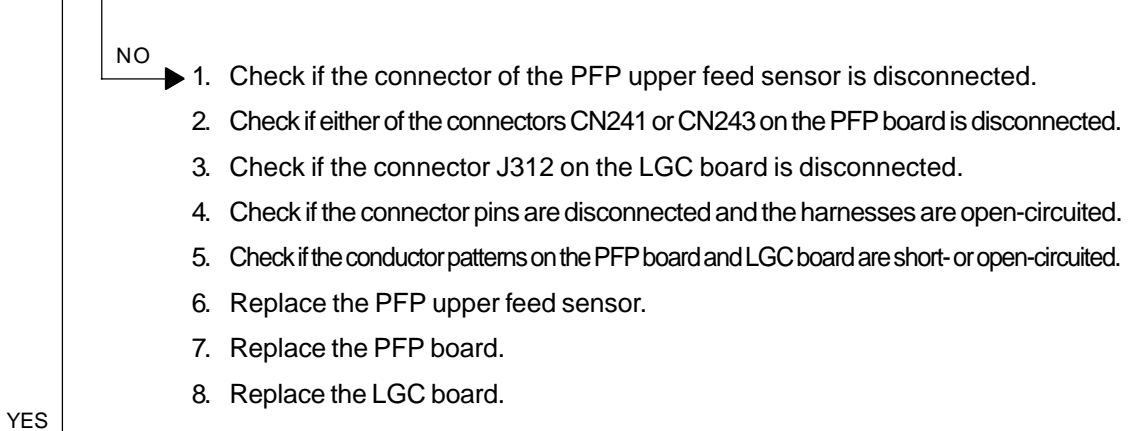 NO
1. Check if the connector of the PFP upper feed sensor is disconnected.
2. Check if either of the connectors CN241 or CN243 on the PFP board is disconnected.
3. Check if the connector J312 on the LGC board is disconnected.
4. Check if the connector pins are disconnected and the harnesses are open-circuited.
5. Check if the conductor patterns on the PFP board and LGC board are short- or open-circuited.
6. Replace the PFP upper feed sensor.
7. Replace the PFP board.
8. Replace the LGC board.
YES